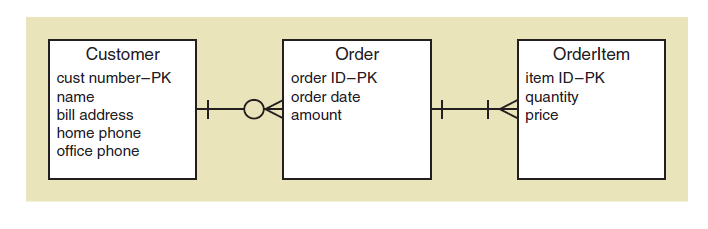 Customer
cust number–PK
name
bill address
home phone
office phone
Order
order ID–PK
order date
amount
OrderItem
item ID–PK
quantity
price